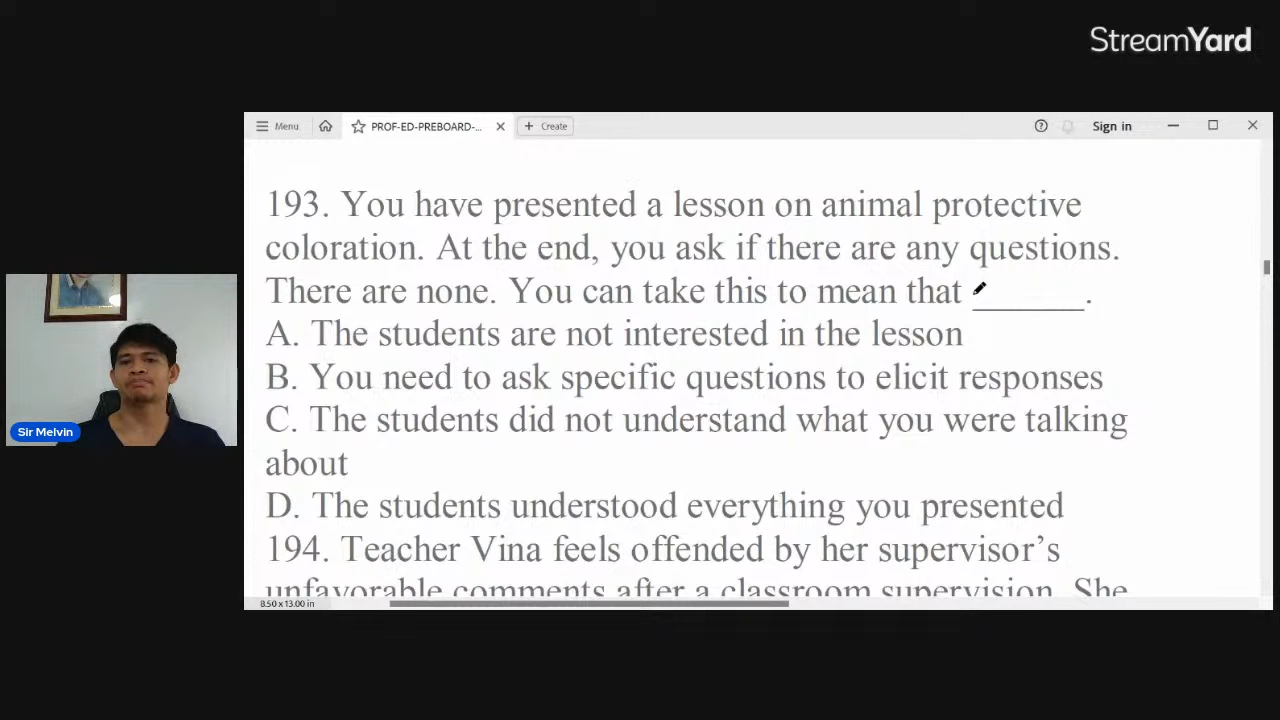 StreamYard
Menu
PROF-ED-PREBOARD-...
Create
Sign in
193. You have presented a lesson on animal protective
coloration. At the end, you ask if there are any questions.
There are none. You can take this to mean that ______.
A. The students are not interested in the lesson
B. You need to ask specific questions to elicit responses
C. The students did not understand what you were talking
about
D. The students understood everything you presented
194. Teacher Vina feels offended by her supervisor’s
unfavorable comments after a classroom supervision. She
8.50 x 13.00 in
Sir Melvin